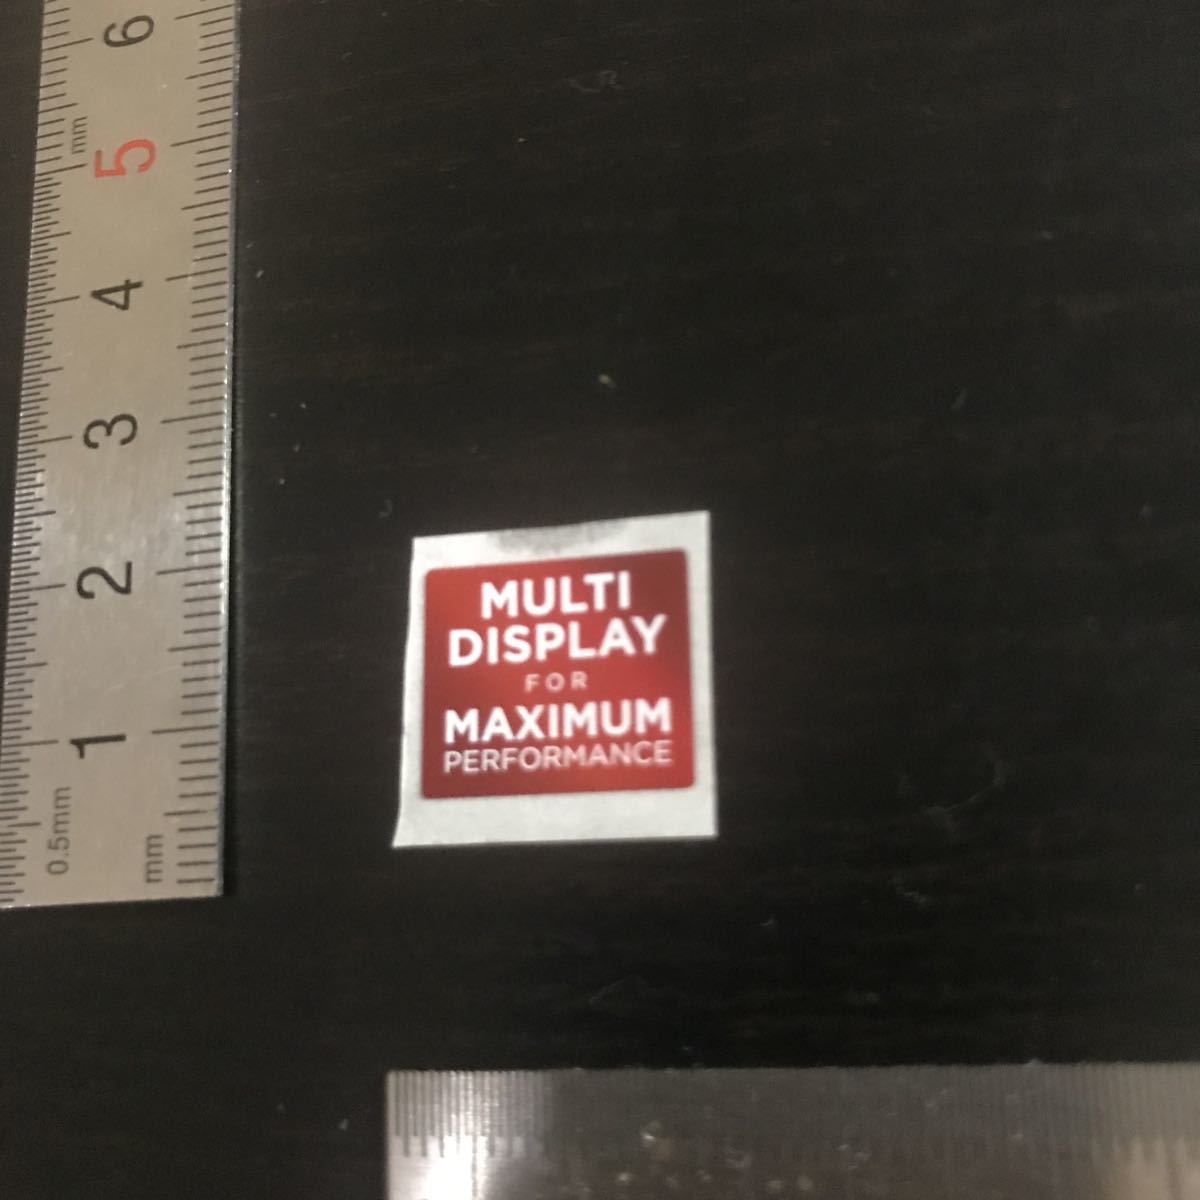 6
mm
5
4
3
2
1
0.5mm
mm
MULTI
DISPLAY
FOR
MAXIMUM
PERFORMANCE